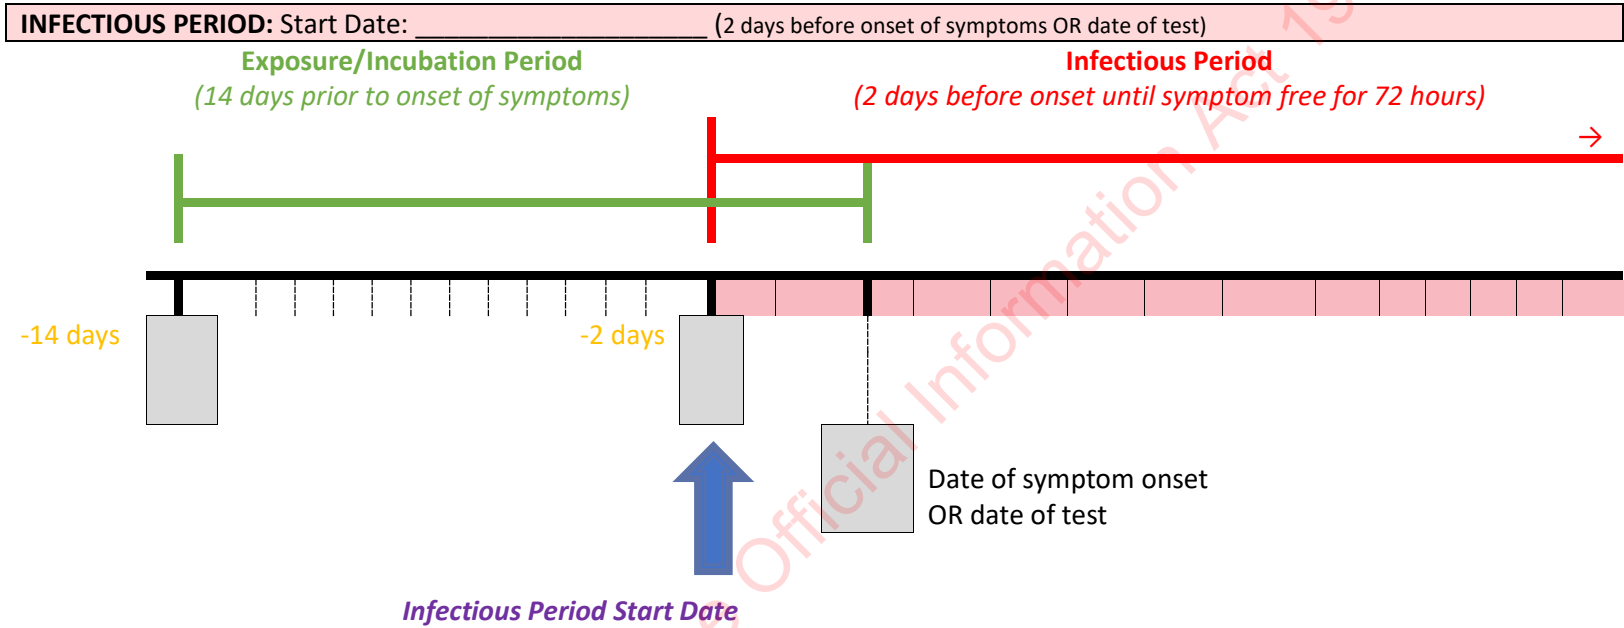 INFECTIOUS PERIOD: Start Date: ____________________ (2 days before onset of symptoms OR date of test)
Exposure/Incubation Period
(14 days prior to onset of symptoms)
Infectious Period
(2 days before onset until symptom free for 72 hours)
→
-14 days
-2 days
Date of symptom onset
OR date of test
Infectious Period Start Date
Official Information Act 19